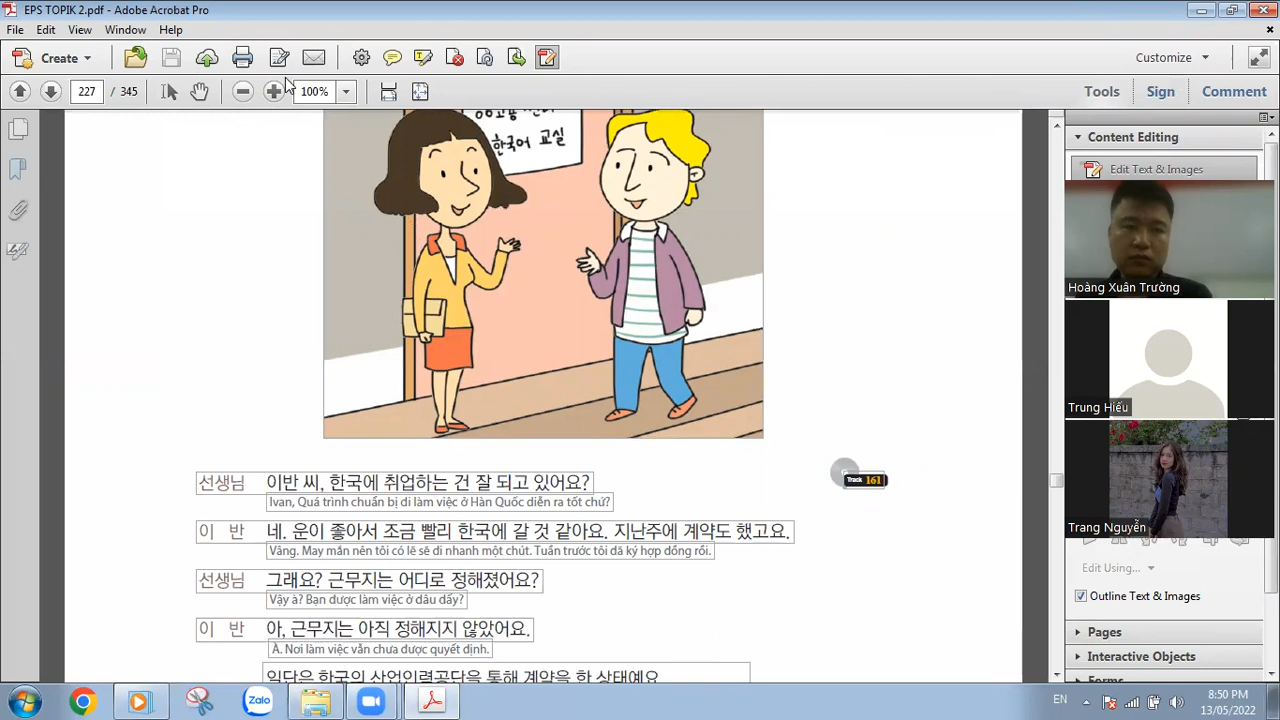 EPS TOPIK 2.pdf - Adobe Acrobat Pro
File Edit View Window Help
Create Customize
227 / 345 100% Tools Sign Comment
Content Editing
Edit Text & Images
한국어 교실
Hoàng Xuân Trường
Trung Hiếu
Trang Nguyễn
선생님 이반 씨, 한국에 취업하는 건 잘 되고 있어요?
Track 161
Ivan, Quá trình chuẩn bị đi làm việc ở Hàn Quốc diễn ra tốt chứ?
이 반 네. 운이 좋아서 조금 빨리 한국에 갈 것 같아요. 지난주에 계약도 했고요.
Vâng. May mắn nên tôi có lẽ sẽ đi nhanh một chút. Tuần trước tôi đã ký hợp đồng rồi.
선생님 그래요? 근무지는 어디로 정해졌어요?
Vậy à? Bạn được làm việc ở đâu đấy?
이 반 아, 근무지는 아직 정해지지 않았어요.
À. Nơi làm việc vẫn chưa được quyết định.
일단은 한국의 산업인력공단을 통해 계약을 한 상태예요
Edit Using...
Outline Text & Images
Pages
Interactive Objects
Forms
Zalo
EN 8:50 PM
13/05/2022